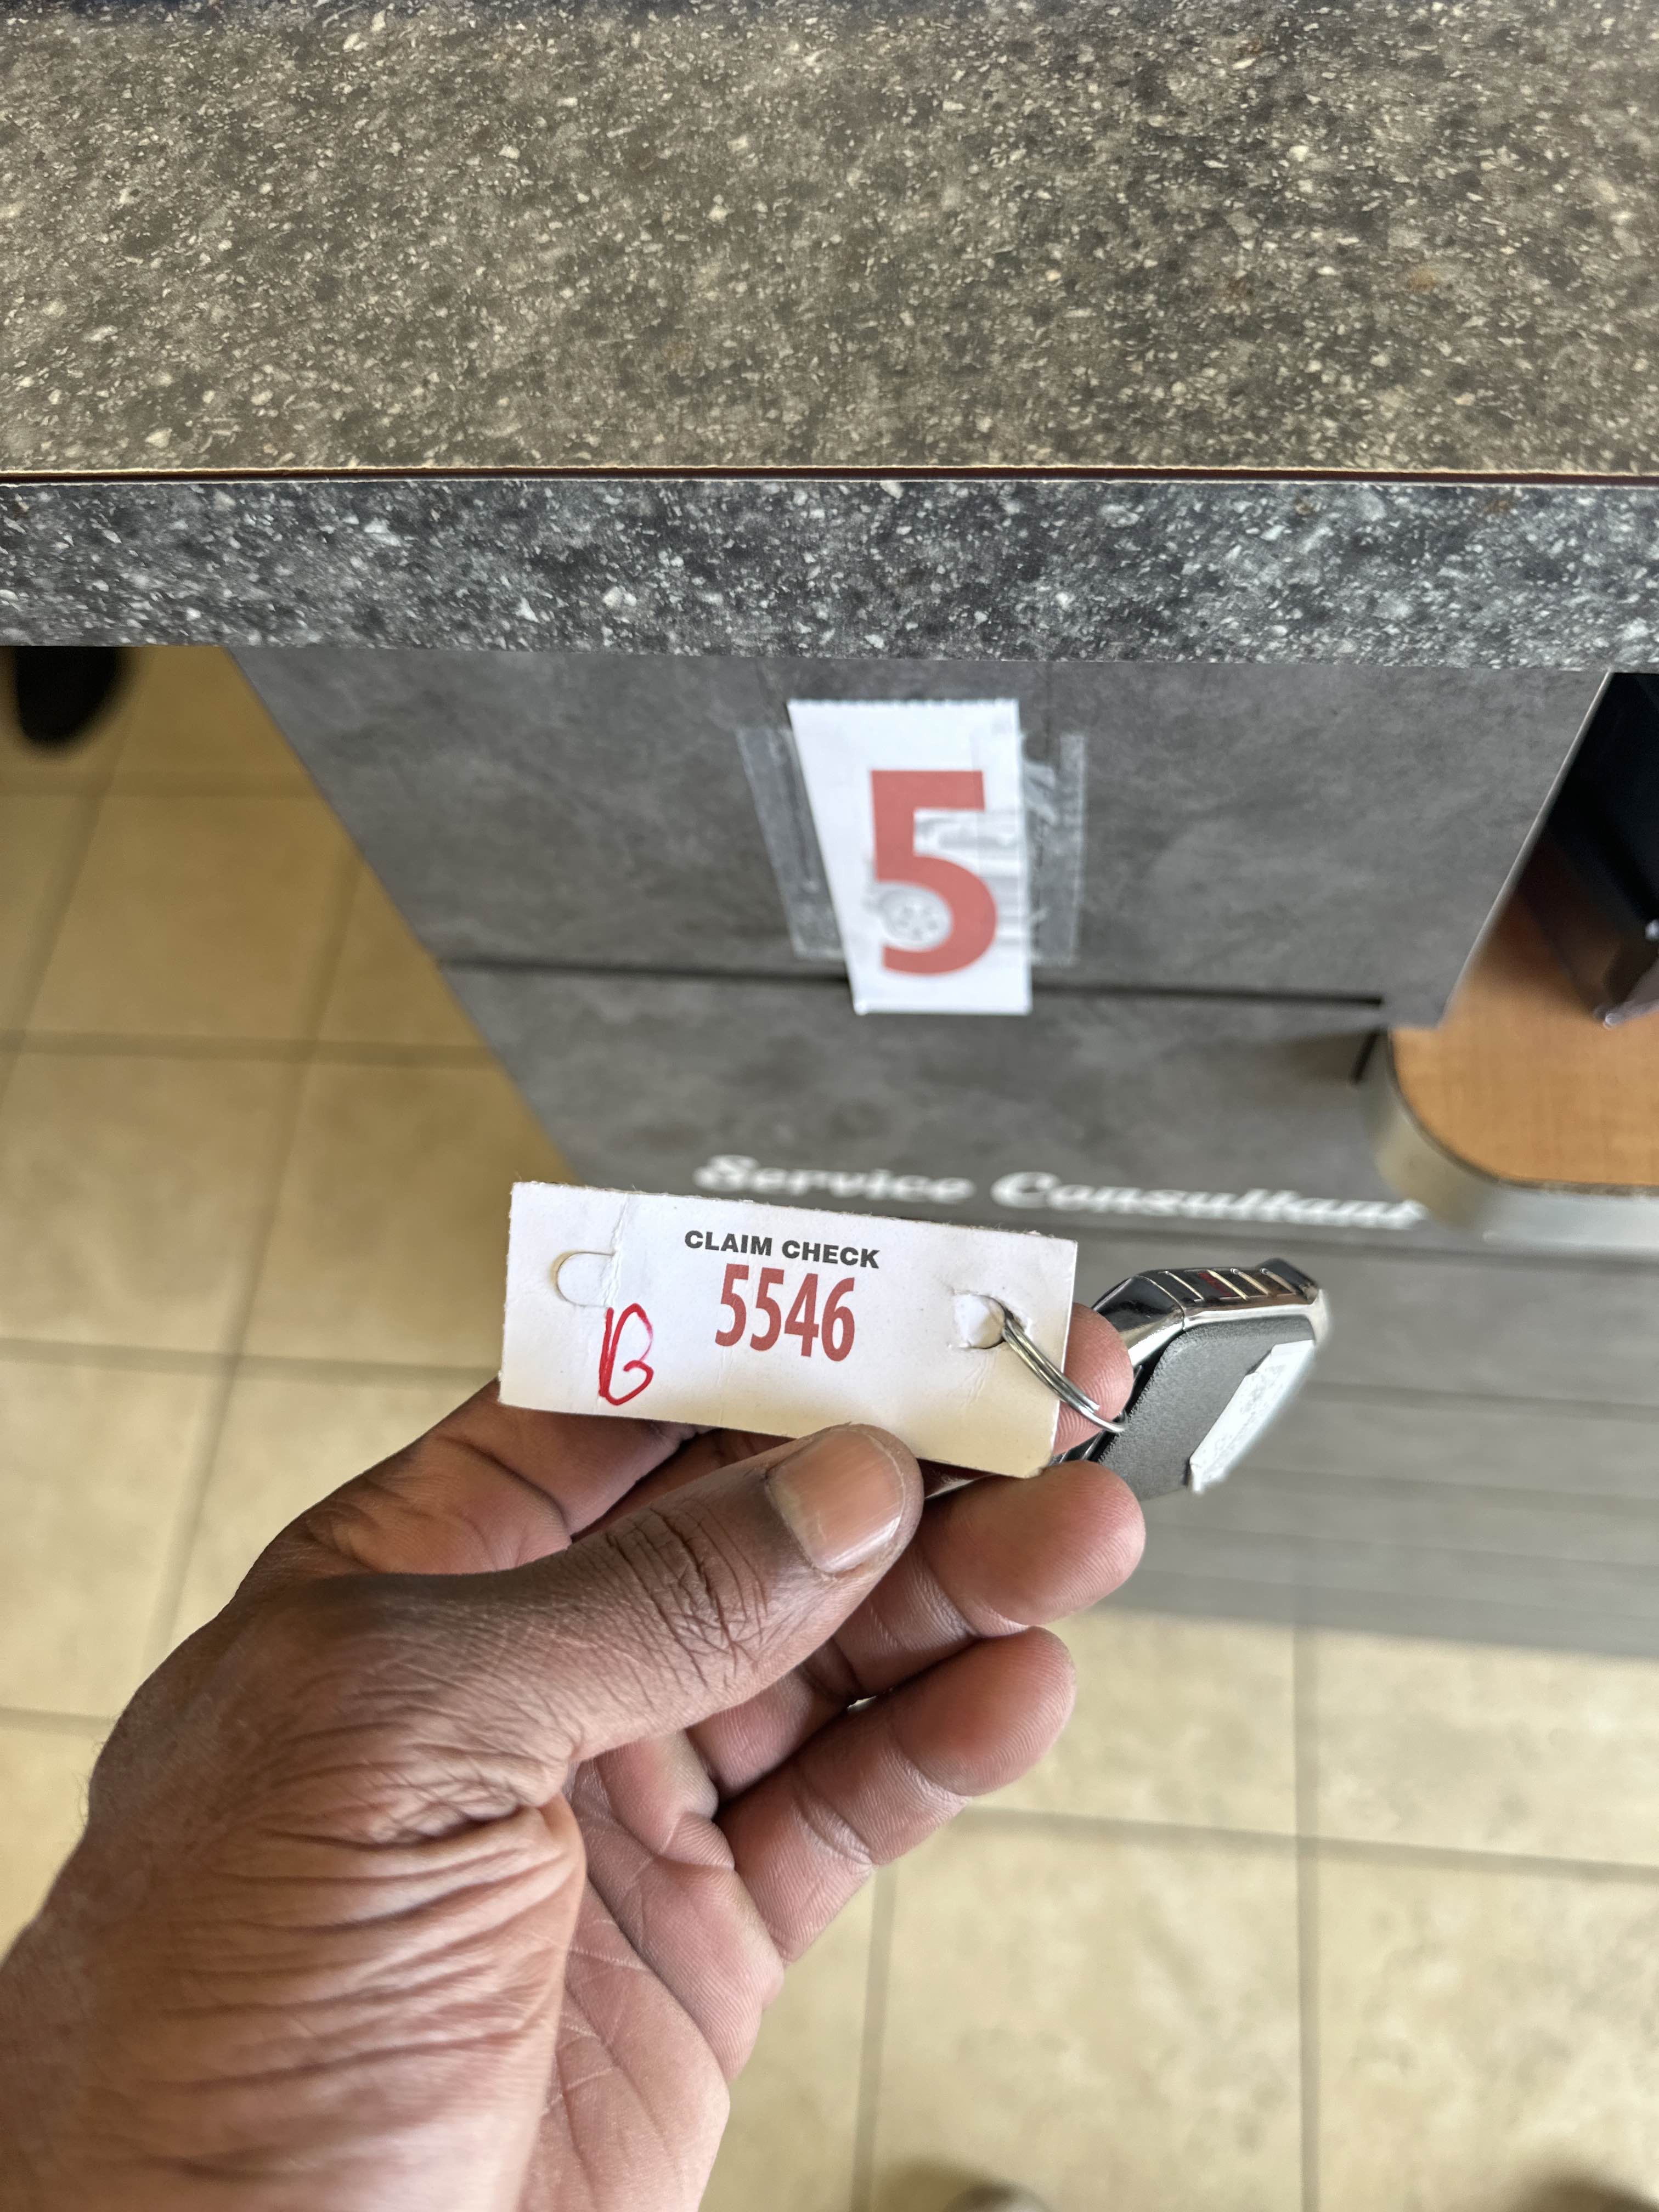 5
Service Consultant
CLAIM CHECK
5546
B